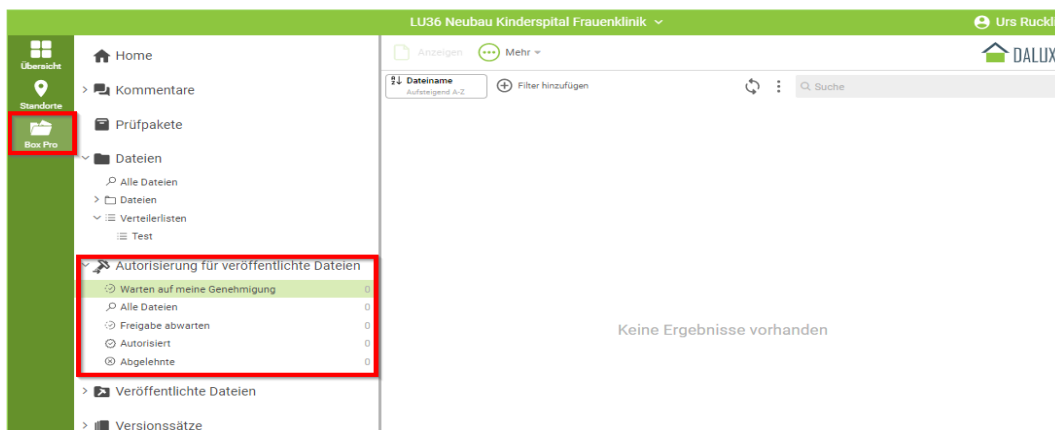 LU36 Neubau Kinderspital Frauenklinik
Urs Ruckli
Übersicht
Standorte
Box Pro
Home
Kommentare
Prüfpakete
Dateien
Alle Dateien
Dateien
Verteilerlisten
Test
Autorisierung für veröffentlichte Dateien
Warten auf meine Genehmigung 0
Alle Dateien 0
Freigabe abwarten 0
Autorisiert 0
Abgelehnte 0
Veröffentlichte Dateien
Versionssätze
Anzeigen
Mehr
DALUX
Dateiname
Aufsteigend A-Z
Filter hinzufügen
Suche
Keine Ergebnisse vorhanden